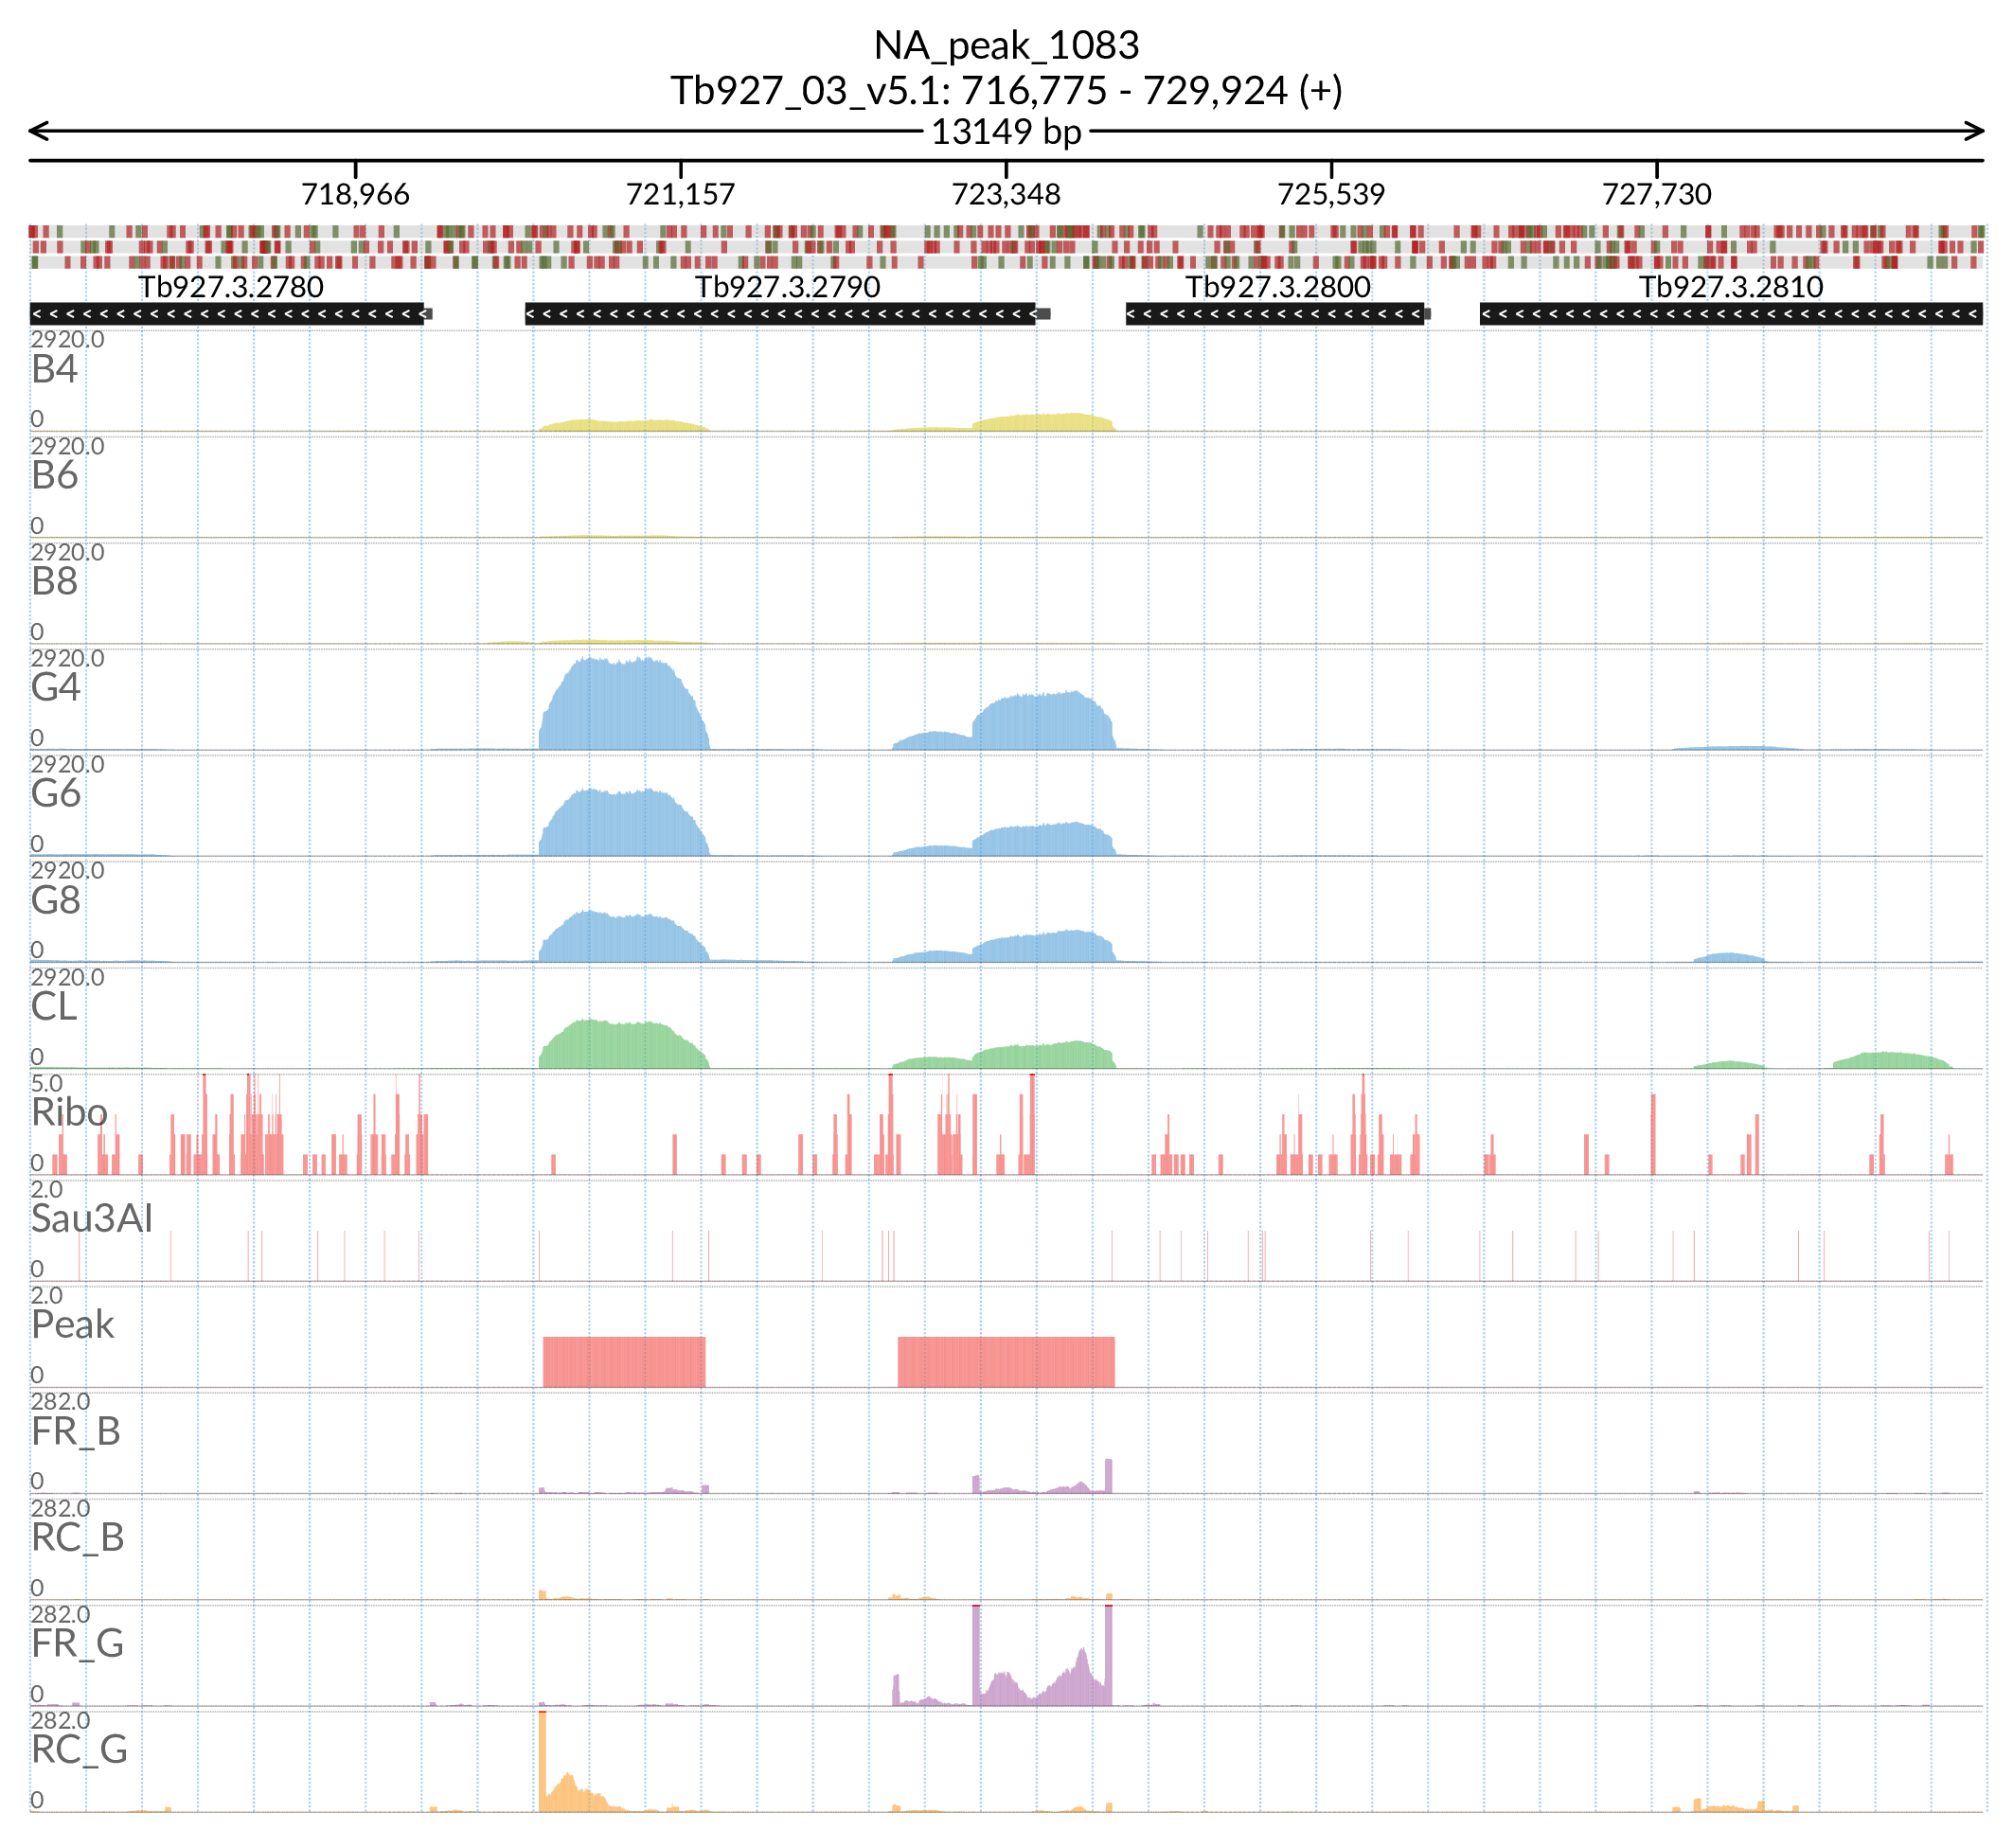 NA_peak_1083
Tb927_03_v5.1: 716,775 - 729,924 (+)
13149 bp
718,966 721,157 723,348 725,539 727,730
Tb927.3.2780 Tb927.3.2790 Tb927.3.2800 Tb927.3.2810
2920.0
B4
0
2920.0
B6
0
2920.0
B8
0
2920.0
G4
0
2920.0
G6
0
2920.0
G8
0
2920.0
CL
0
5.0
Ribo
0
2.0
Sau3AI
0
2.0
Peak
0
282.0
FR_B
0
282.0
RC_B
0
282.0
FR_G
0
282.0
RC_G
0